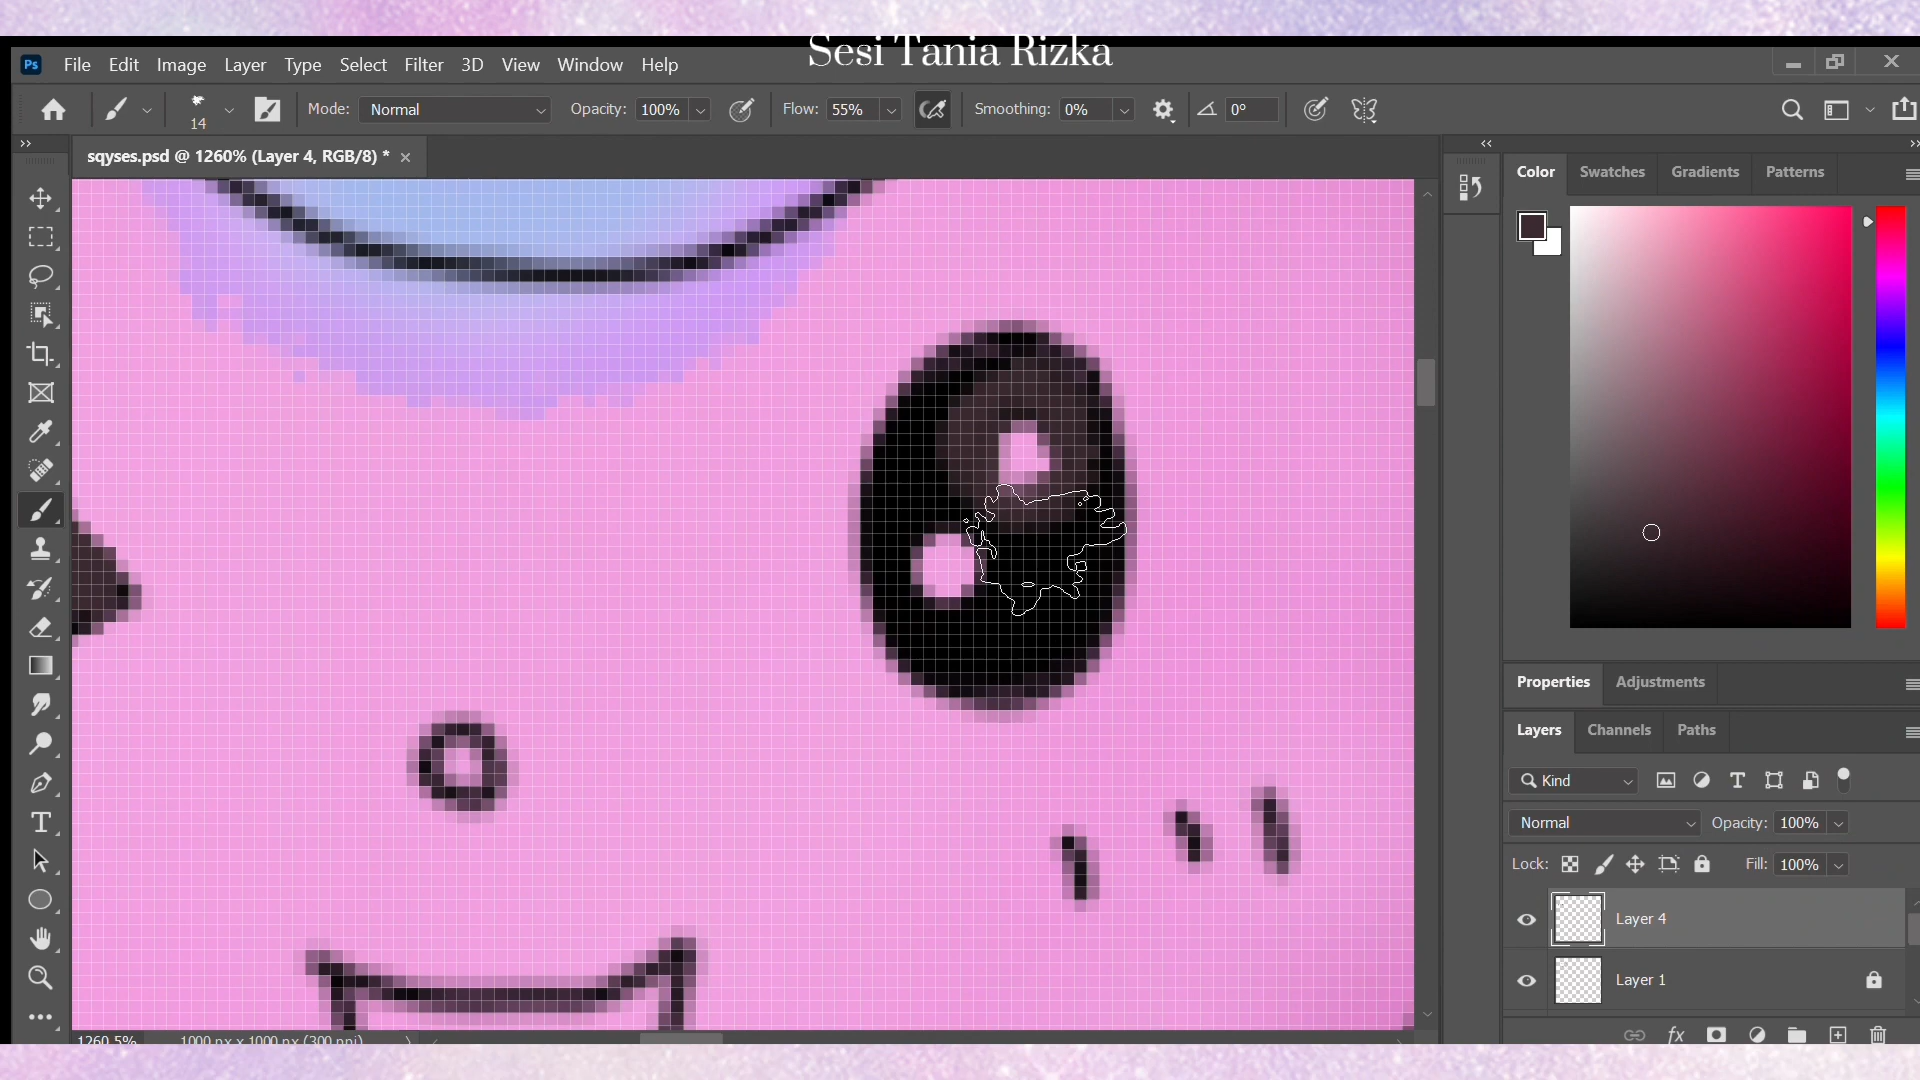 Sesi Tania Rizka
Ps File Edit Image Layer Type Select Filter 3D View Window Help
14 Mode: Normal Opacity: 100% Flow: 55% Smoothing: 0% 0°
sqyses.psd @ 1260% (Layer 4, RGB/8) *
Color Swatches Gradients Patterns
Properties Adjustments
Layers Channels Paths
Kind
Normal Opacity: 100%
Lock: Fill: 100%
Layer 4
Layer 1
1260.5% 1000 px x 1000 px (300 ppi)